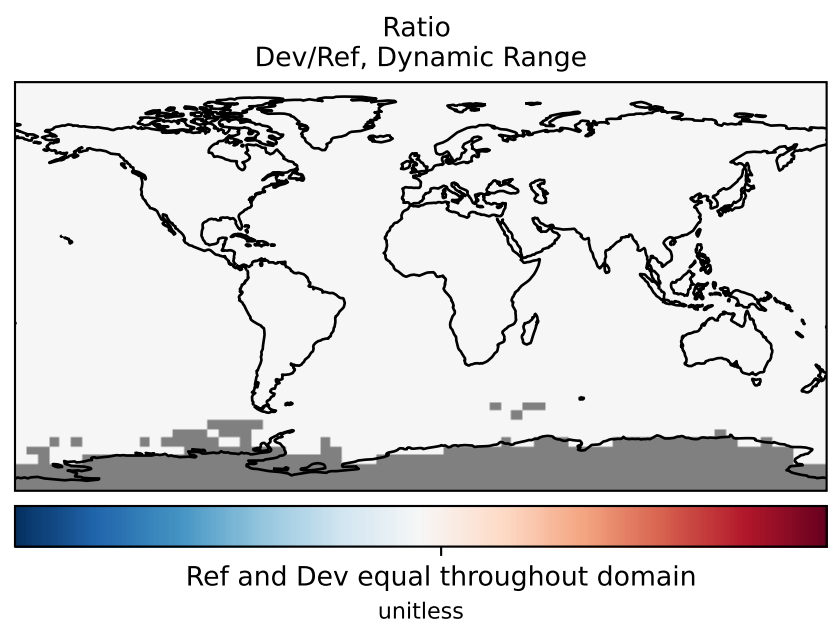 Ratio
Dev/Ref, Dynamic Range
Ref and Dev equal throughout domain
unitless